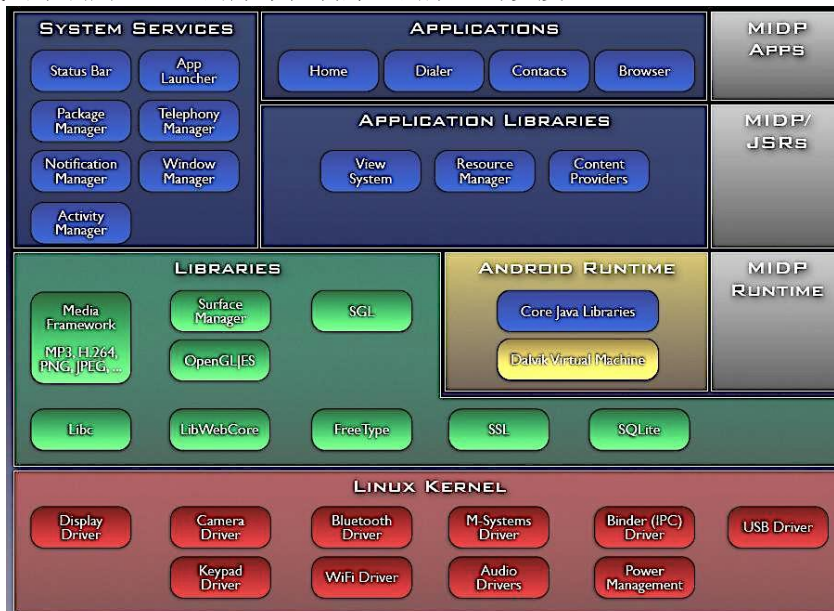 SYSTEM SERVICES
Status Bar
App
Launcher
Package
Manager
Telephony
Manager
Notification
Manager
Window
Manager
Activity
Manager
APPLICATIONS
Home
Dialer
Contacts
Browser
MIDP
APPS
APPLICATION LIBRARIES
View
System
Resource
Manager
Content
Providers
MIDP/
JSRS
LIBRARIES
Media
Framework
MP3, H.264,
PNG, JPEG, ...
Surface
Manager
SGL
OpenGL|ES
Libc
LibWebCore
FreeType
SSL
SQLite
ANDROID RUNTIME
Core Java Libraries
Dalvik Virtual Machine
MIDP
RUNTIME
LINUX KERNEL
Display
Driver
Camera
Driver
Bluetooth
Driver
M-Systems
Driver
Binder (IPC)
Driver
USB Driver
Keypad
Driver
WiFi Driver
Audio
Drivers
Power
Management